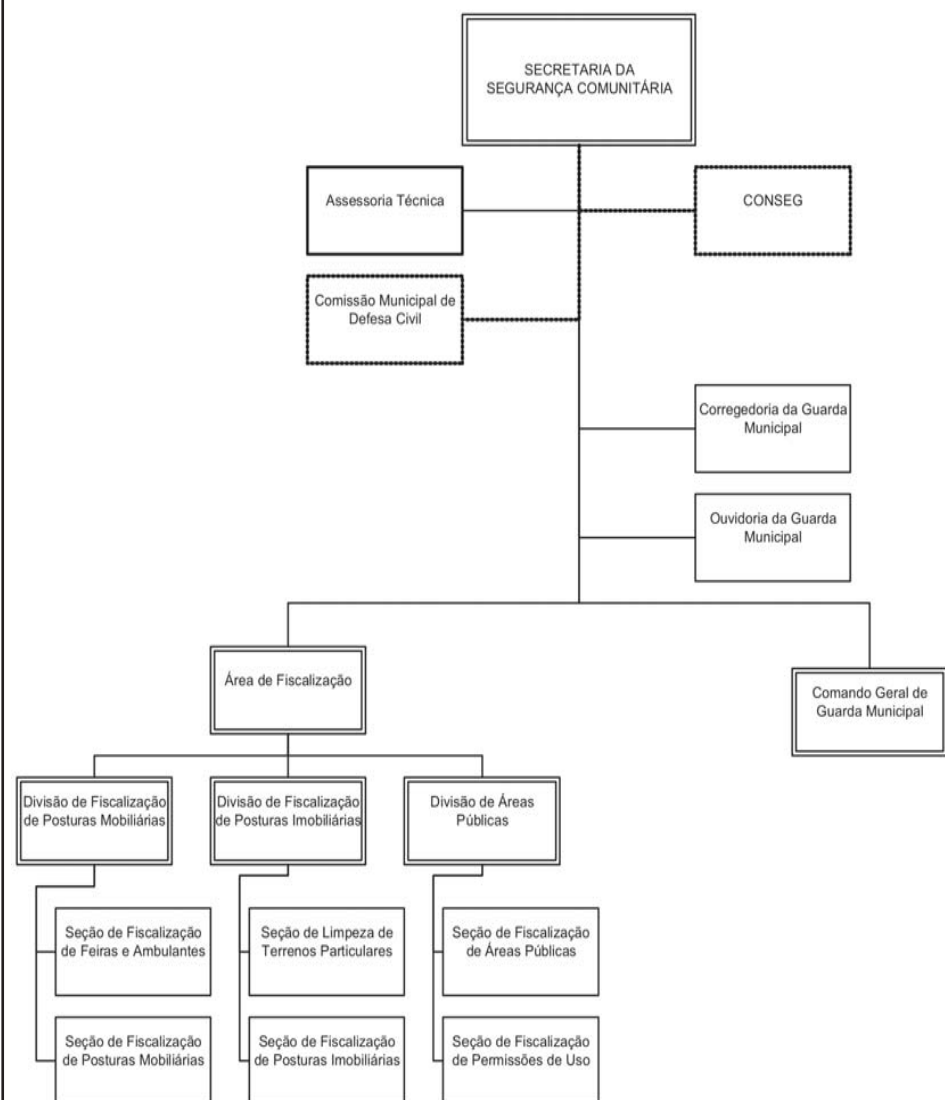 SECRETARIA DA
SEGURANÇA COMUNITÁRIA
Assessoria Técnica
CONSEG
Comissão Municipal de
Defesa Civil
Corregedoria da Guarda
Municipal
Ouvidoria da Guarda
Municipal
Área de Fiscalização
Comando Geral de
Guarda Municipal
Divisão de Fiscalização
de Posturas Mobiliárias
Divisão de Fiscalização
de Posturas Imobiliárias
Divisão de Áreas
Públicas
Seção de Fiscalização
de Feiras e Ambulantes
Seção de Limpeza de
Terrenos Particulares
Seção de Fiscalização
de Áreas Públicas
Seção de Fiscalização
de Posturas Mobiliárias
Seção de Fiscalização
de Posturas Imobiliárias
Seção de Fiscalização
de Permissões de Uso